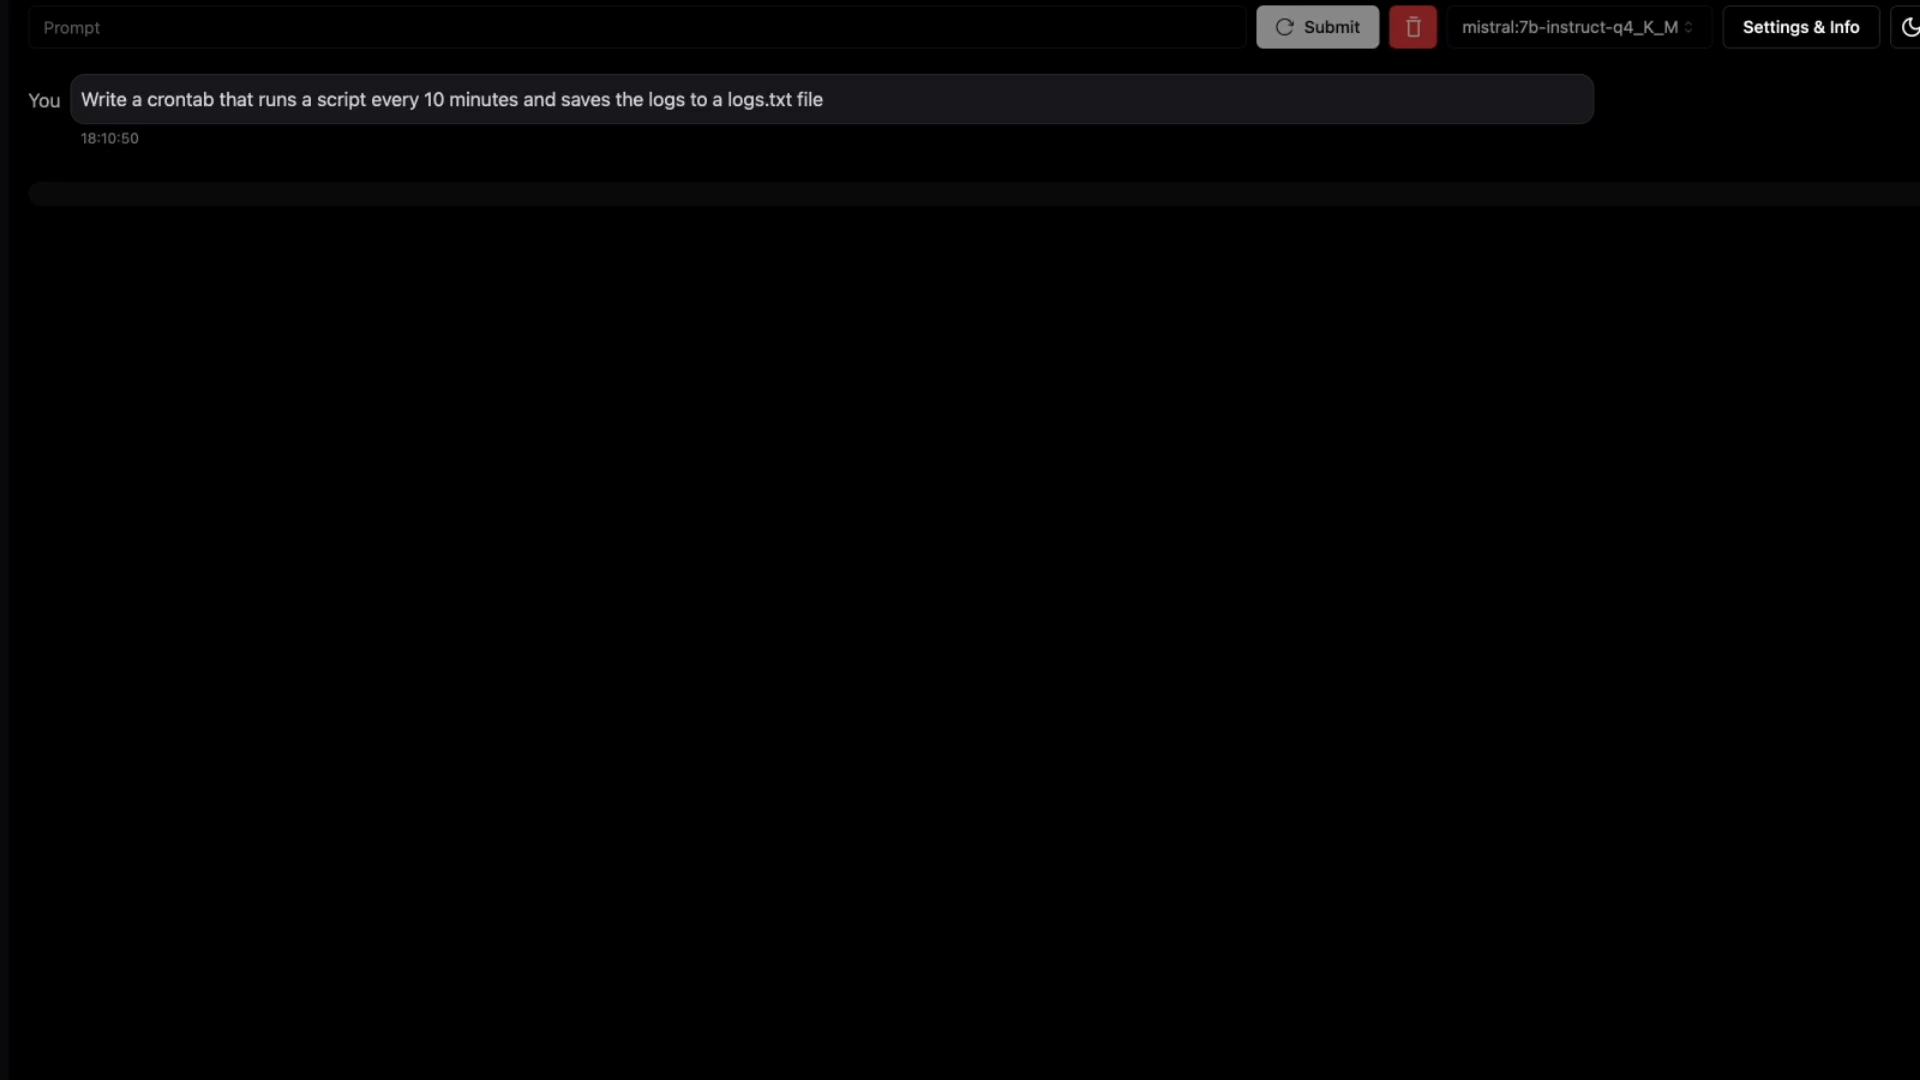 Prompt
Submit
mistral:7b-instruct-q4_K_M
Settings & Info
You
Write a crontab that runs a script every 10 minutes and saves the logs to a logs.txt file
18:10:50